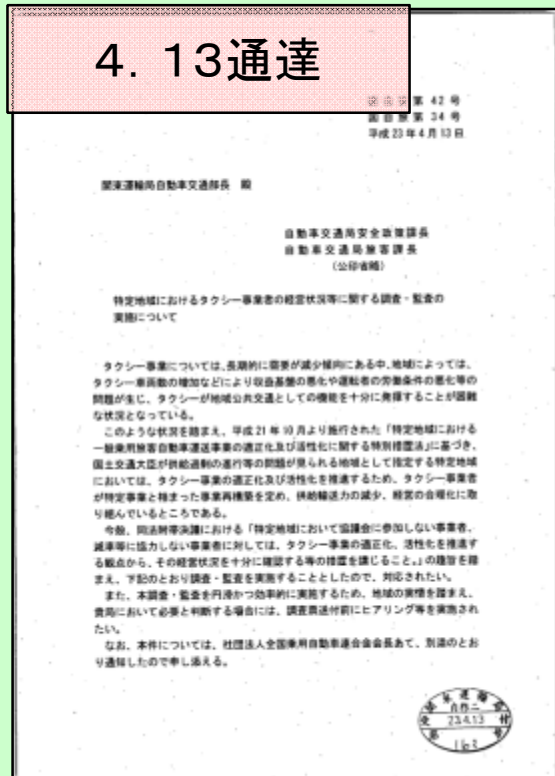 4．13通達
第42号
国自旅第34号
平成23年4月13日
関東運輸局自動車交通部長　殿
自動車交通局安全政策課長
自動車交通局旅客課長
（公印省略）
特定地域におけるタクシー事業者の経営状況等に関する調査・監査の
実施について
タクシー事業については、長期的に需要が減少傾向にある中、地域によっては、
タクシー車両数の増加などにより収益基盤の悪化や運転者の労働条件の悪化等の
問題が生じ、タクシーが地域公共交通としての機能を十分に発揮することが困難
な状況となっている。
このような状況を踏まえ、平成21年10月より施行された「特定地域における
一般乗用旅客自動車運送事業の適正化及び活性化に関する特別措置法」に基づき、
国土交通大臣が供給過剰の進行等の問題が見られる地域として指定する特定地域
においては、タクシー事業の適正化及び活性化を推進するため、タクシー事業者
が特定事業と相まった事業再構築を定め、供給輸送力の減少、経営の合理化に取
り組んでいるところである。
今般、同法附帯決議における「特定地域において協議会に参加しない事業者、
減車等に協力しない事業者に対しては、タクシー事業の適正化、活性化を推進す
る観点から、その経営状況を十分に確認する等の措置を講じること。」の趣旨を踏
まえ、下記のとおり調査・監査を実施することとしたので、対応されたい。
また、本調査・監査を円滑かつ効率的に実施するため、地域の実情を踏まえ、
貴局において必要と判断する場合には、調査票送付前にヒアリング等を実施され
たい。
なお、本件については、社団法人全国乗用自動車連合会会長あて、別添のとお
り通知したので申し添える。
23.4.13